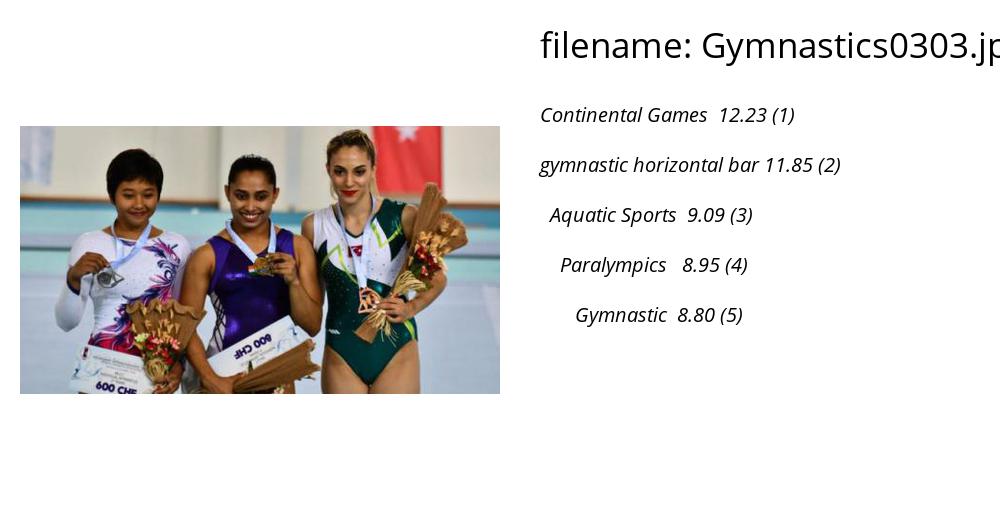 filename: Gymnastics0303.jp
Continental Games 12.23 (1)
gymnastic horizontal bar 11.85 (2)
Aquatic Sports 9.09 (3)
Paralympics 8.95 (4)
Gymnastic 8.80 (5)
800 CHF
600 CHF